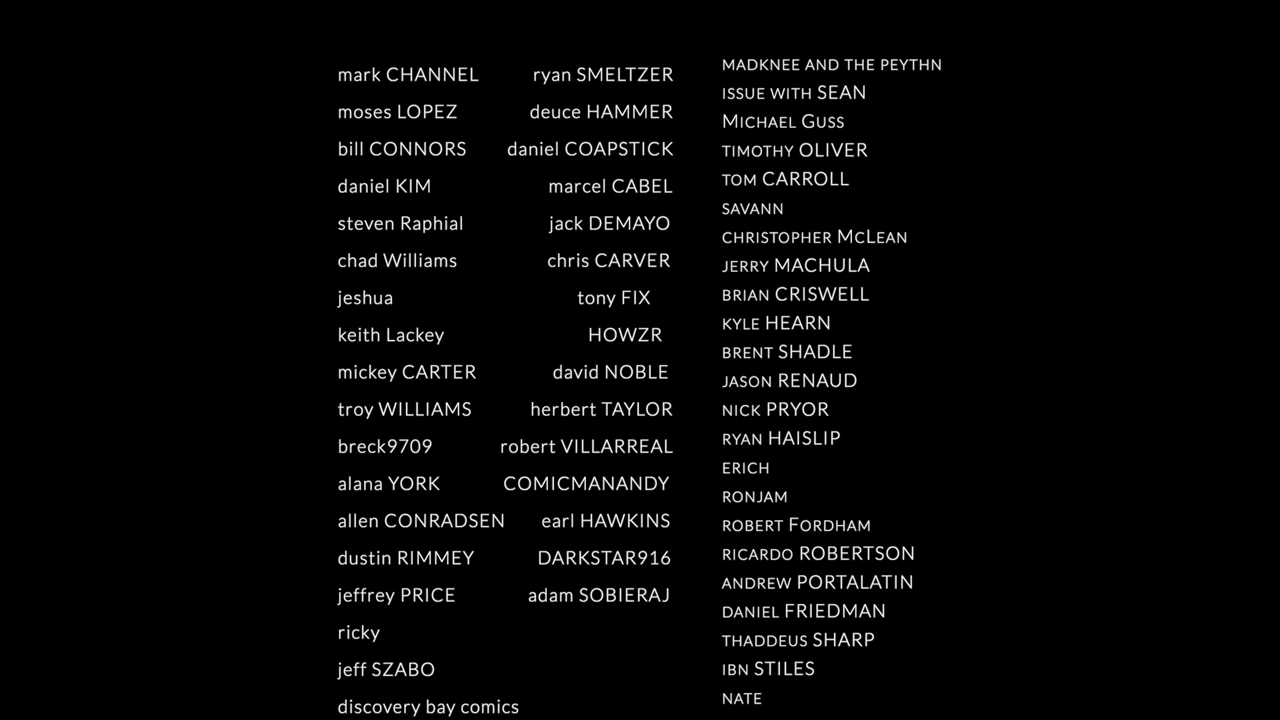 mark CHANNEL
moses LOPEZ
bill CONNORS
daniel KIM
steven Raphial
chad Williams
jeshua
keith Lackey
mickey CARTER
troy WILLIAMS
breck9709
alana YORK
allen CONRADSEN
dustin RIMMEY
jeffrey PRICE
ricky
jeff SZABO
discovery bay comics
ryan SMELTZER
deuce HAMMER
daniel COAPSTICK
marcel CABEL
jack DEMAYO
chris CARVER
tony FIX
HOWZR
david NOBLE
herbert TAYLOR
robert VILLARREAL
COMICMANANDY
earl HAWKINS
DARKSTAR916
adam SOBIERAJ
MADKNEE AND THE PEYTHN
ISSUE WITH SEAN
MICHAEL GUSS
TIMOTHY OLIVER
TOM CARROLL
SAVANN
CHRISTOPHER MCLEAN
JERRY MACHULA
BRIAN CRISWELL
KYLE HEARN
BRENT SHADLE
JASON RENAUD
NICK PRYOR
RYAN HAISLIP
ERICH
RONJAM
ROBERT FORDHAM
RICARDO ROBERTSON
ANDREW PORTALATIN
DANIEL FRIEDMAN
THADDEUS SHARP
IBN STILES
NATE